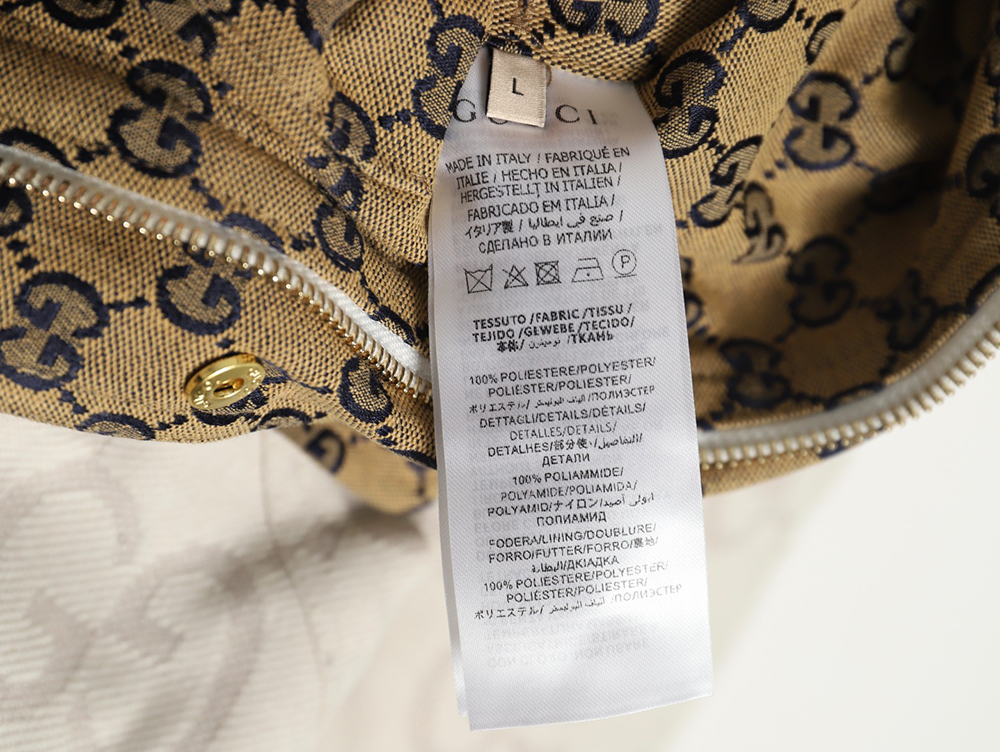 L
GUCCI
MADE IN ITALY / FABRIQUÉ EN
ITALIE / HECHO EN ITALIA /
HERGESTELLT IN ITALIEN /
FABRICADO EM ITALIA /
イタリア製 / صنع في ايطاليا /
СДЕЛАНО В ИТАЛИИ
P
TESSUTO /FABRIC /TISSU /
TEJIDO /GEWEBE /TECIDO/
/ТКАНЬ
100% POLIESTERE/POLYESTER/
POLIÉSTER/POLIESTER/
ポリエステル/ /ПОЛИЭСТЕР
DETTAGLI/DETAILS/DÉTAILS/
DETALLES/DETAILS/
DETALHES/部分使い/التفاصيل/
ДЕТАЛИ
100% POLIAMMIDE/
POLYAMIDE/POLIAMIDA/
POLYAMID/ナイロン/
ПОЛИАМИД
FODERA/LINING/DOUBLURE/
FORRO/FUTTER/FORRO/裏地/
البطانة/
100% POLIESTERE/POLYESTER/
POLIÉSTER/POLIESTER/
ポリエステル/ /ПОЛИЭСТЕР